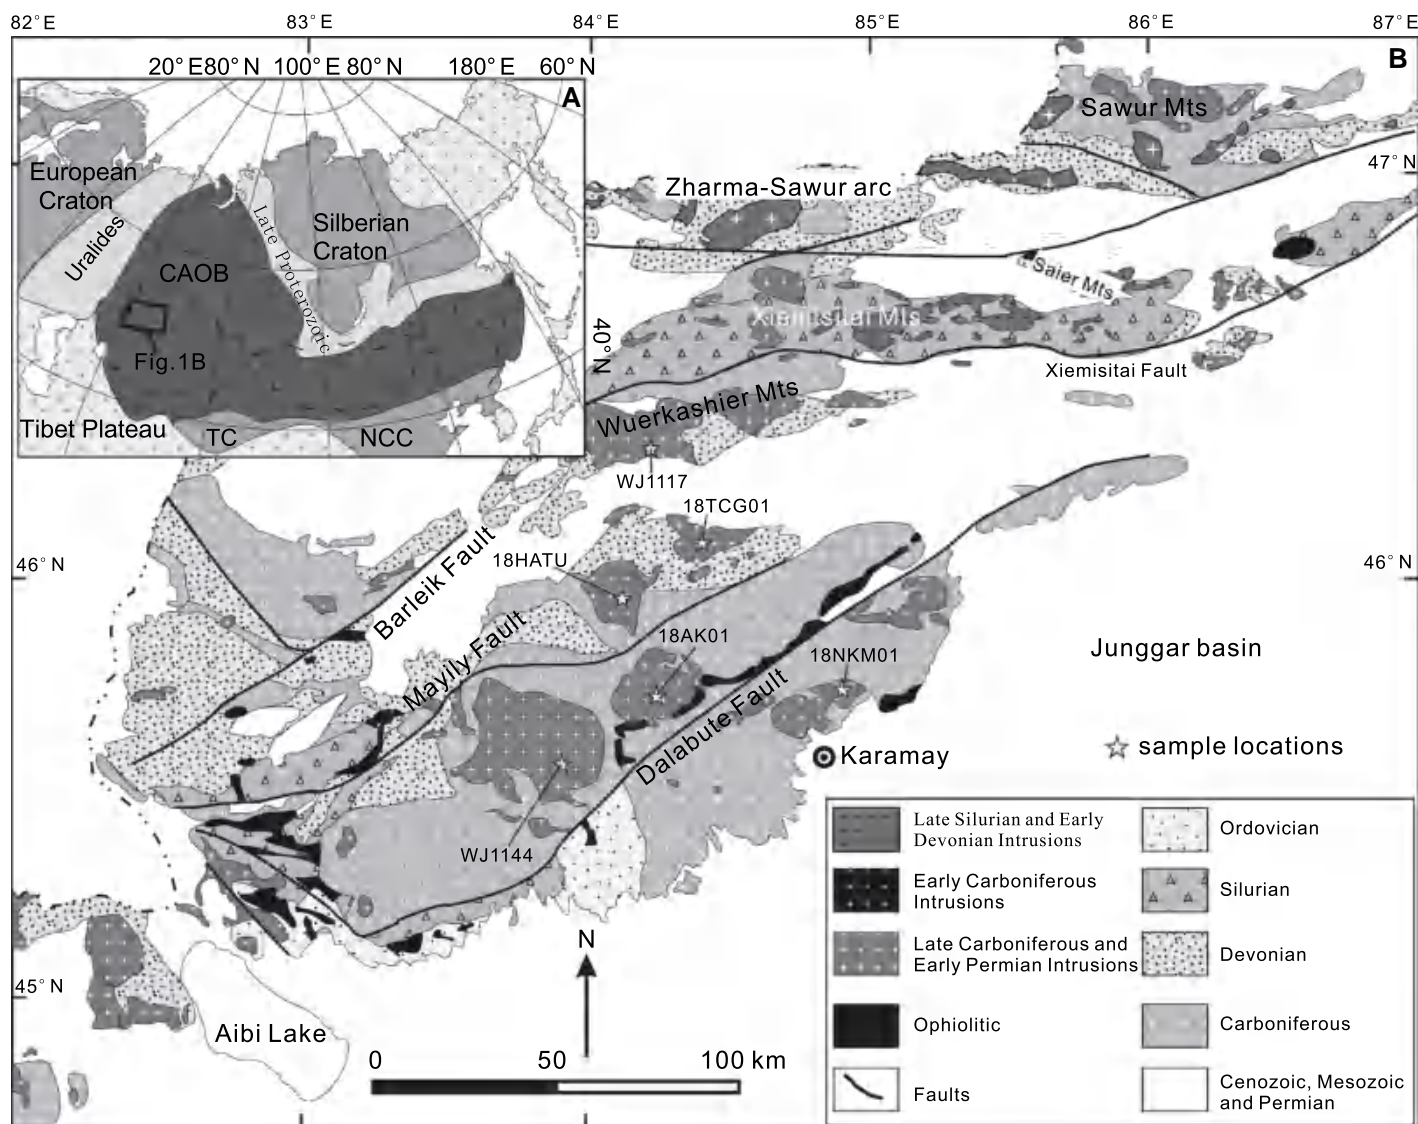 82°E
83°E
84°E
85°E
86°E
87°E
B
20°E
80°N
100°E
80°N
180°E
60°N
A
European
Craton
Uralides
Late Proterozoic
Silberian
Craton
CAOB
Fig.1B
Tibet Plateau
TC
NCC
40°N
Sawur Mts
47°N
Zharma-Sawur arc
Saier Mts
Xiemisitai Mts
Xiemisitai Fault
Wuerkashier Mts
WJ1117
18TCG01
46°N
46°N
18HATU
Barleik Fault
Mayily Fault
18AK01
18NKM01
Dalabute Fault
Junggar basin
Karamay
sample locations
WJ1144
45°N
Aibi Lake
N
0
50
100 km
Late Silurian and Early
Devonian Intrusions
Early Carboniferous
Intrusions
Late Carboniferous and
Early Permian Intrusions
Ophiolitic
Faults
Ordovician
Silurian
Devonian
Carboniferous
Cenozoic, Mesozoic
and Permian